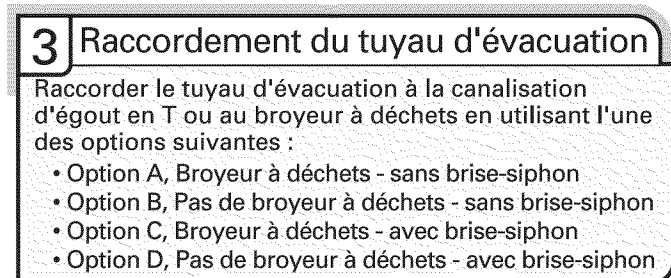 3 Raccordement du tuyau d'évacuation
Raccorder le tuyau d'évacuation à la canalisation
d'égout en T ou au broyeur à déchets en utilisant l'une
des options suivantes :
• Option A, Broyeur à déchets - sans brise-siphon
• Option B, Pas de broyeur à déchets - sans brise-siphon
• Option C, Broyeur à déchets - avec brise-siphon
• Option D, Pas de broyeur à déchets - avec brise-siphon